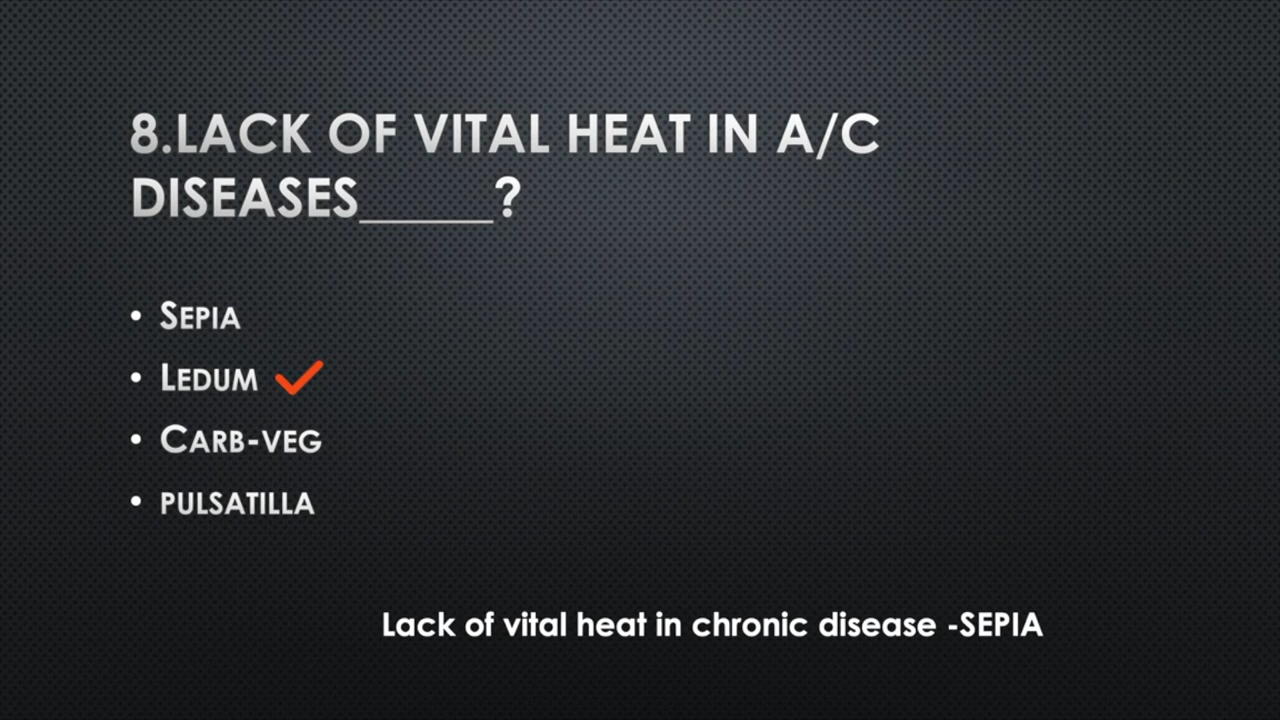 8.LACK OF VITAL HEAT IN A/C
DISEASES_____?
• SEPIA
• LEDUM
• CARB-VEG
• PULSATILLA
Lack of vital heat in chronic disease -SEPIA